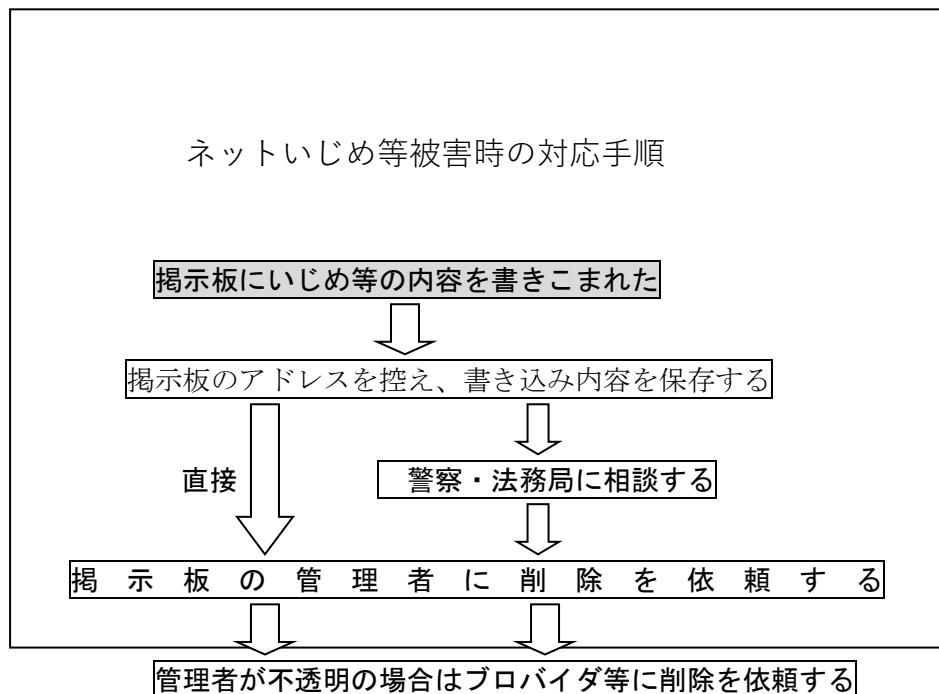 ネットいじめ等被害時の対応手順
掲示板にいじめ等の内容を書きこまれた
掲示板のアドレスを控え、書き込み内容を保存する
直接
警察・法務局に相談する
掲示板の管理者に削除を依頼する
管理者が不透明の場合はブロバイダ等に削除を依頼する